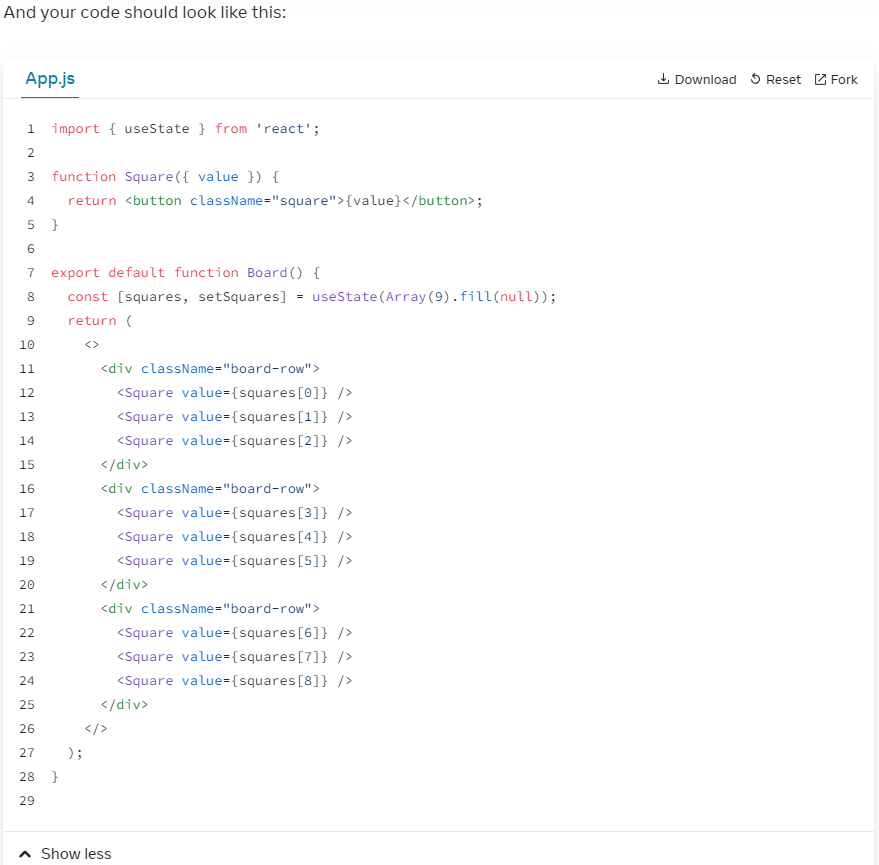 And your code should look like this:
App.js
Download Reset Fork
1 import { useState } from 'react';
2
3 function Square({ value }) {
4   return <button className="square">{value}</button>;
5 }
6
7 export default function Board() {
8   const [squares, setSquares] = useState(Array(9).fill(null));
9   return (
10     <>
11       <div className="board-row">
12         <Square value={squares[0]} />
13         <Square value={squares[1]} />
14         <Square value={squares[2]} />
15       </div>
16       <div className="board-row">
17         <Square value={squares[3]} />
18         <Square value={squares[4]} />
19         <Square value={squares[5]} />
20       </div>
21       <div className="board-row">
22         <Square value={squares[6]} />
23         <Square value={squares[7]} />
24         <Square value={squares[8]} />
25       </div>
26     </>
27   );
28 }
29
Show less